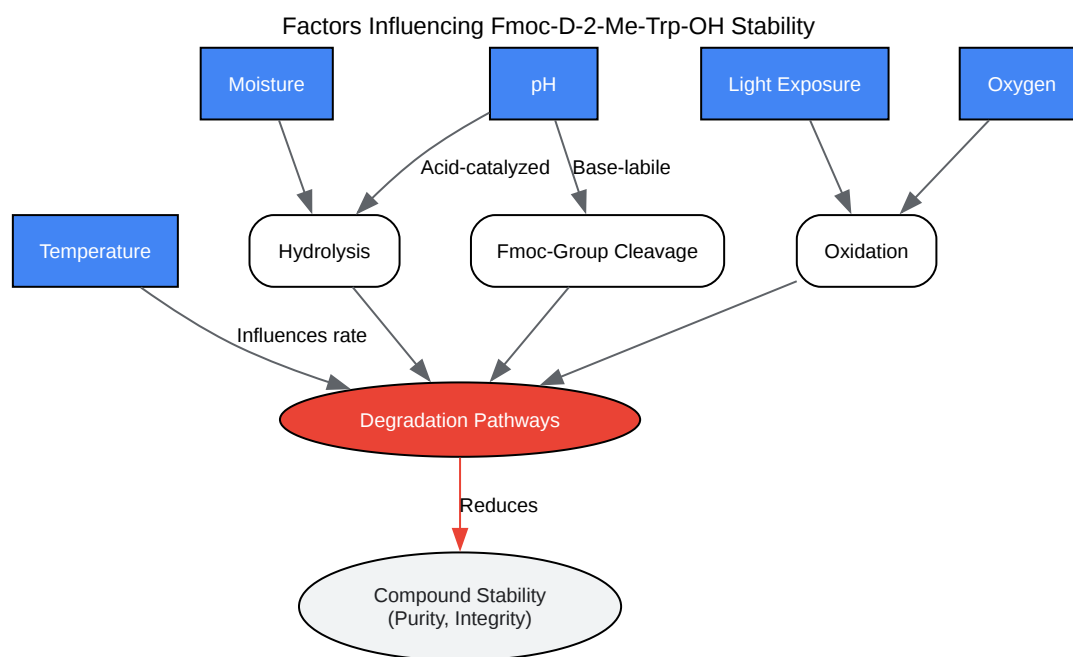 Factors Influencing Fmoc-D-2-Me-Trp-OH Stability
Moisture
pH
Light Exposure
Oxygen
Acid-catalyzed
Base-labile
Temperature
Hydrolysis
Fmoc-Group Cleavage
Oxidation
Influences rate
Degradation Pathways
Reduces
Compound Stability
(Purity, Integrity)